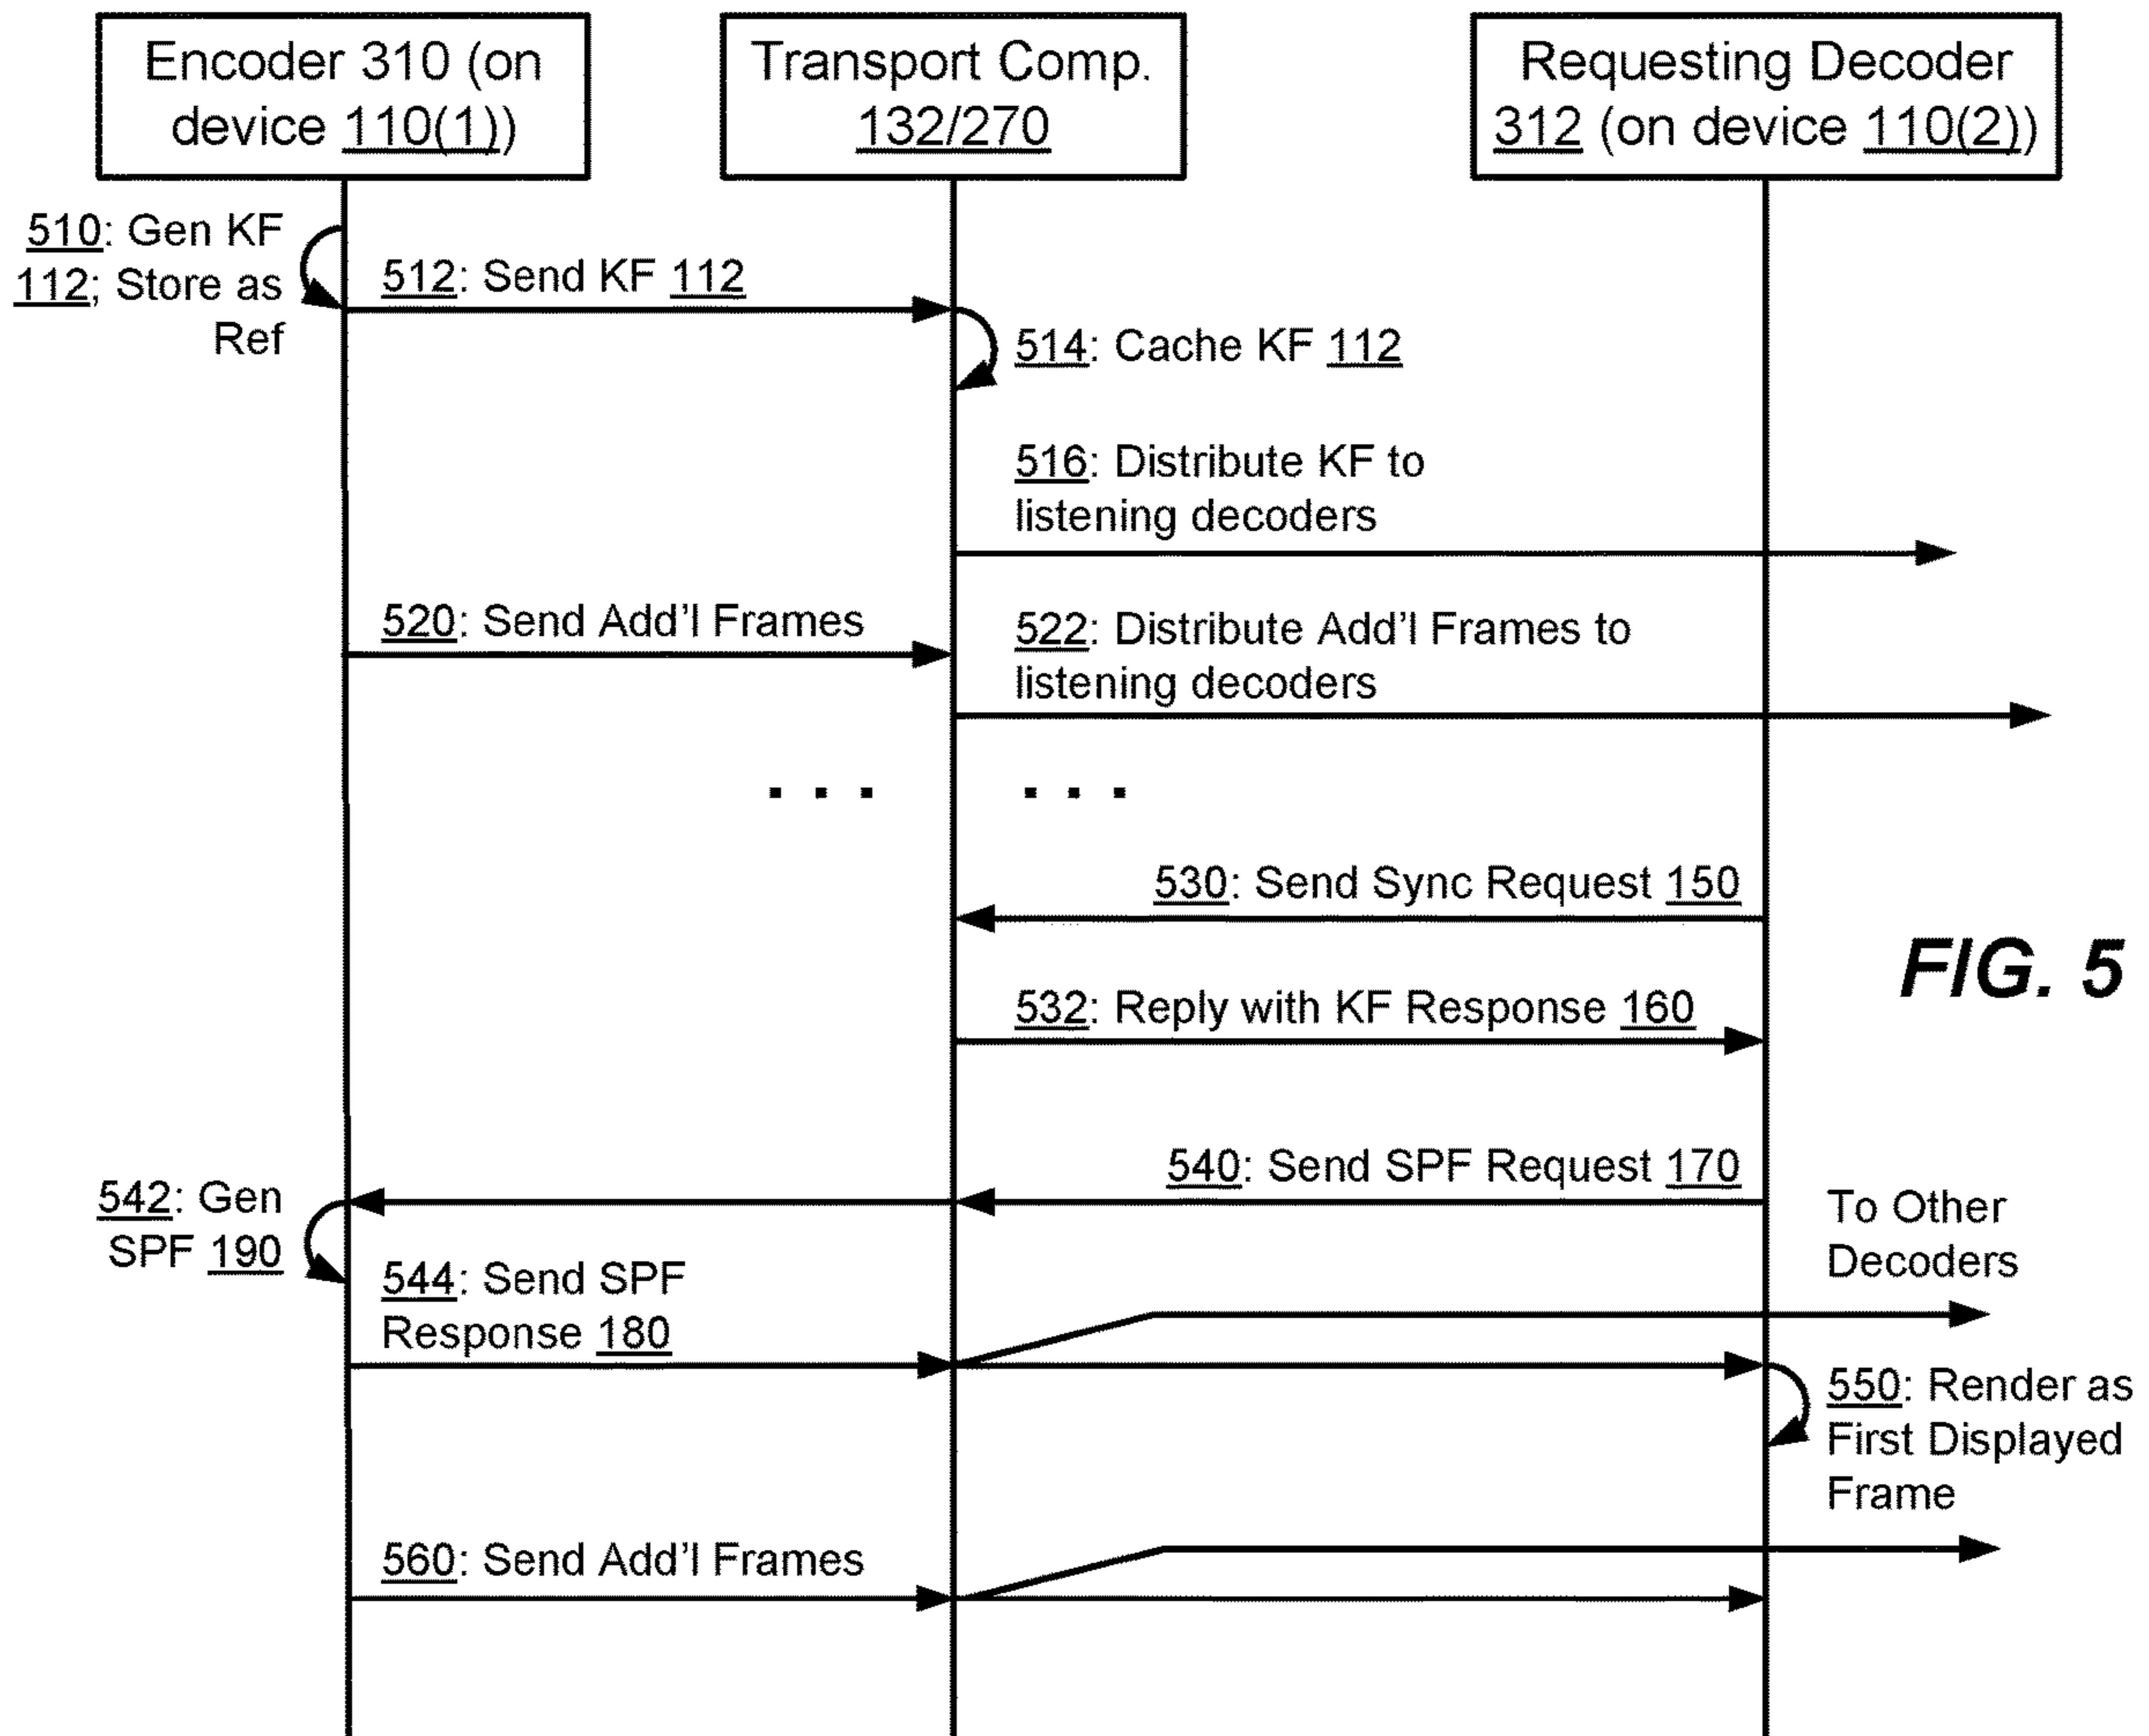 Encoder 310 (on
device 110(1))
Transport Comp.
132/270
Requesting Decoder
312 (on device 110(2))
510: Gen KF
112; Store as
Ref
512: Send KF 112
514: Cache KF 112
516: Distribute KF to
listening decoders
520: Send Add'l Frames
522: Distribute Add'l Frames to
listening decoders
. . .   . . .
530: Send Sync Request 150
532: Reply with KF Response 160
FIG. 5
540: Send SPF Request 170
542: Gen
SPF 190
To Other
Decoders
544: Send SPF
Response 180
550: Render as
First Displayed
Frame
560: Send Add'l Frames